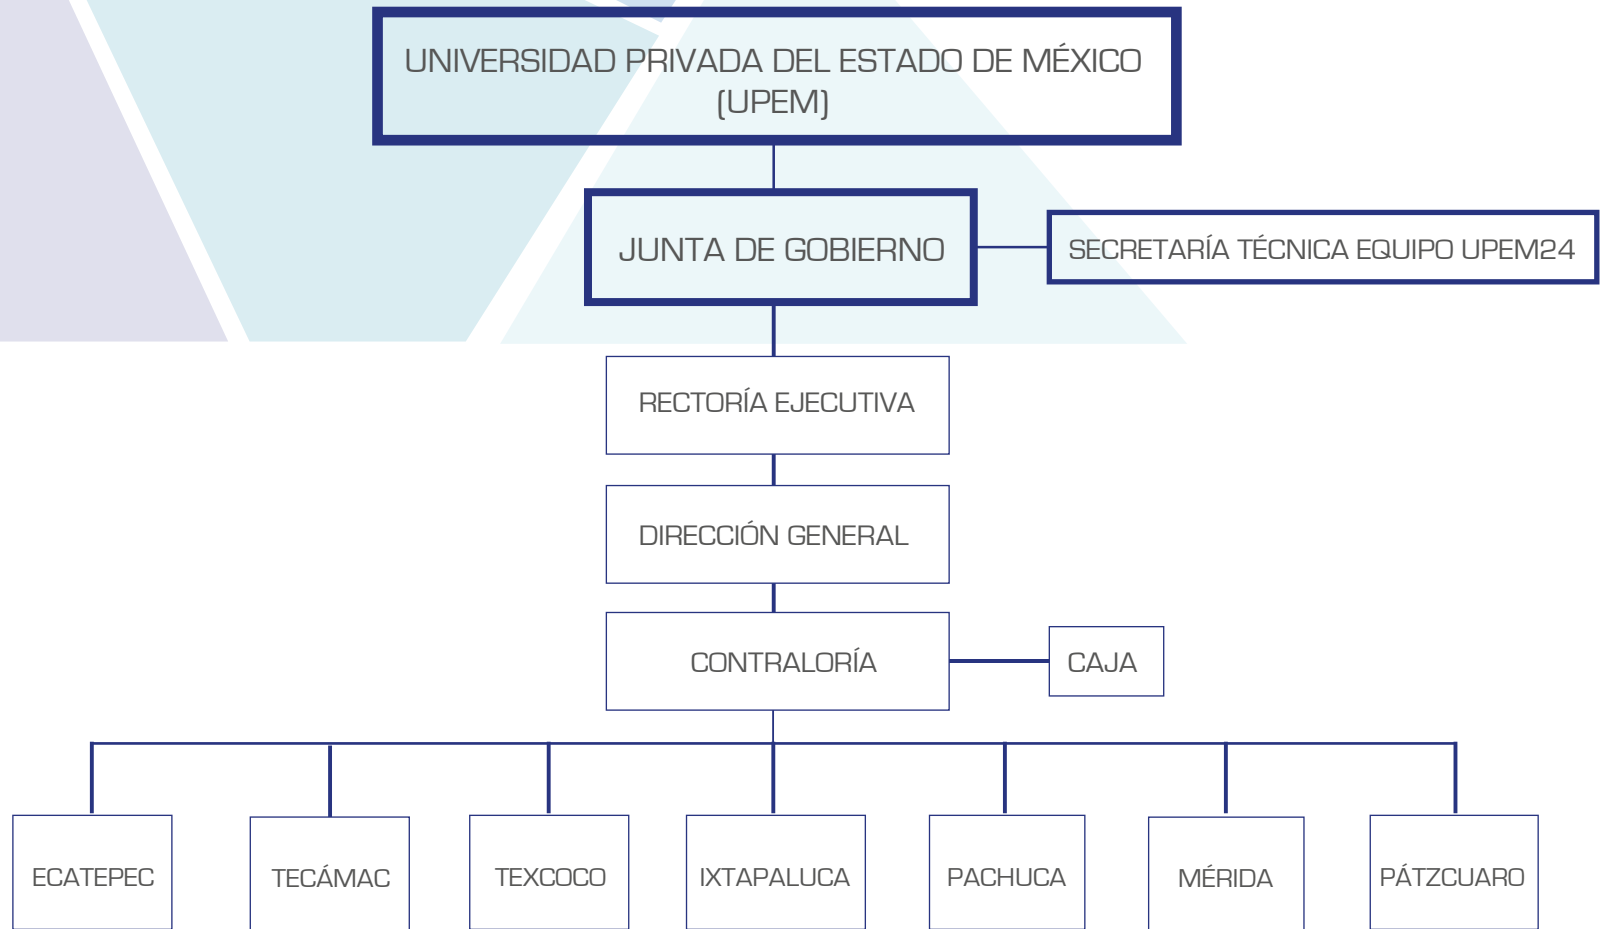 UNIVERSIDAD PRIVADA DEL ESTADO DE MÉXICO
(UPEM)
JUNTA DE GOBIERNO
SECRETARÍA TÉCNICA EQUIPO UPEM24
RECTORÍA EJECUTIVA
DIRECCIÓN GENERAL
CONTRALORÍA
CAJA
ECATEPEC
TECÁMAC
TEXCOCO
IXTAPALUCA
PACHUCA
MÉRIDA
PÁTZCUARO